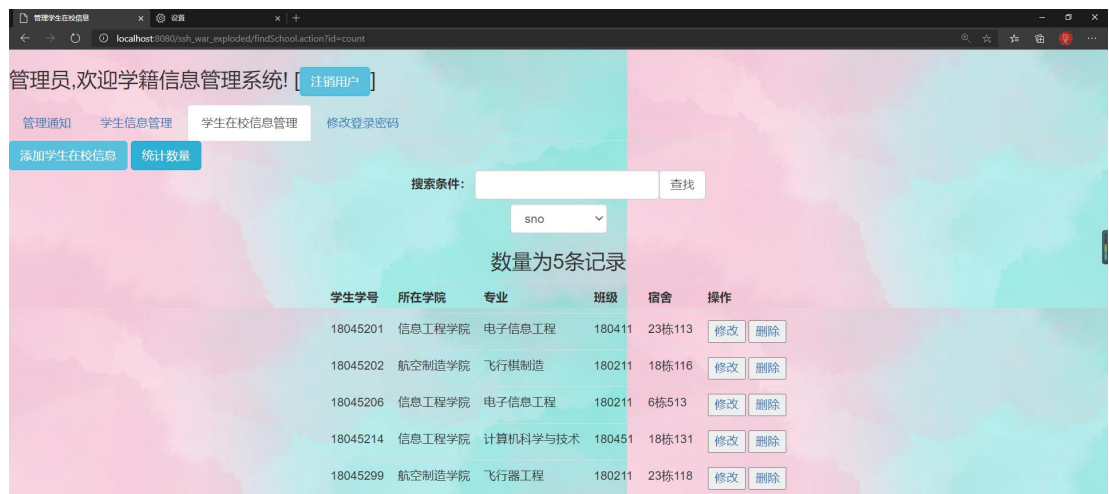 管理学生在校信息 × 设置 × +
localhost:8080/ssh_war_exploded/findSchool.action?id=count
管理员,欢迎学籍信息管理系统! [ 注销用户 ]
管理通知 学生信息管理 学生在校信息管理 修改登录密码
添加学生在校信息 统计数量
搜索条件: 查找
sno
数量为5条记录
学生学号 所在学院 专业 班级 宿舍 操作
18045201 信息工程学院 电子信息工程 180411 23栋113 修改 删除
18045202 航空制造学院 飞行棋制造 180211 18栋116 修改 删除
18045206 信息工程学院 电子信息工程 180211 6栋513 修改 删除
18045214 信息工程学院 计算机科学与技术 180451 18栋131 修改 删除
18045299 航空制造学院 飞行器工程 180211 23栋118 修改 删除